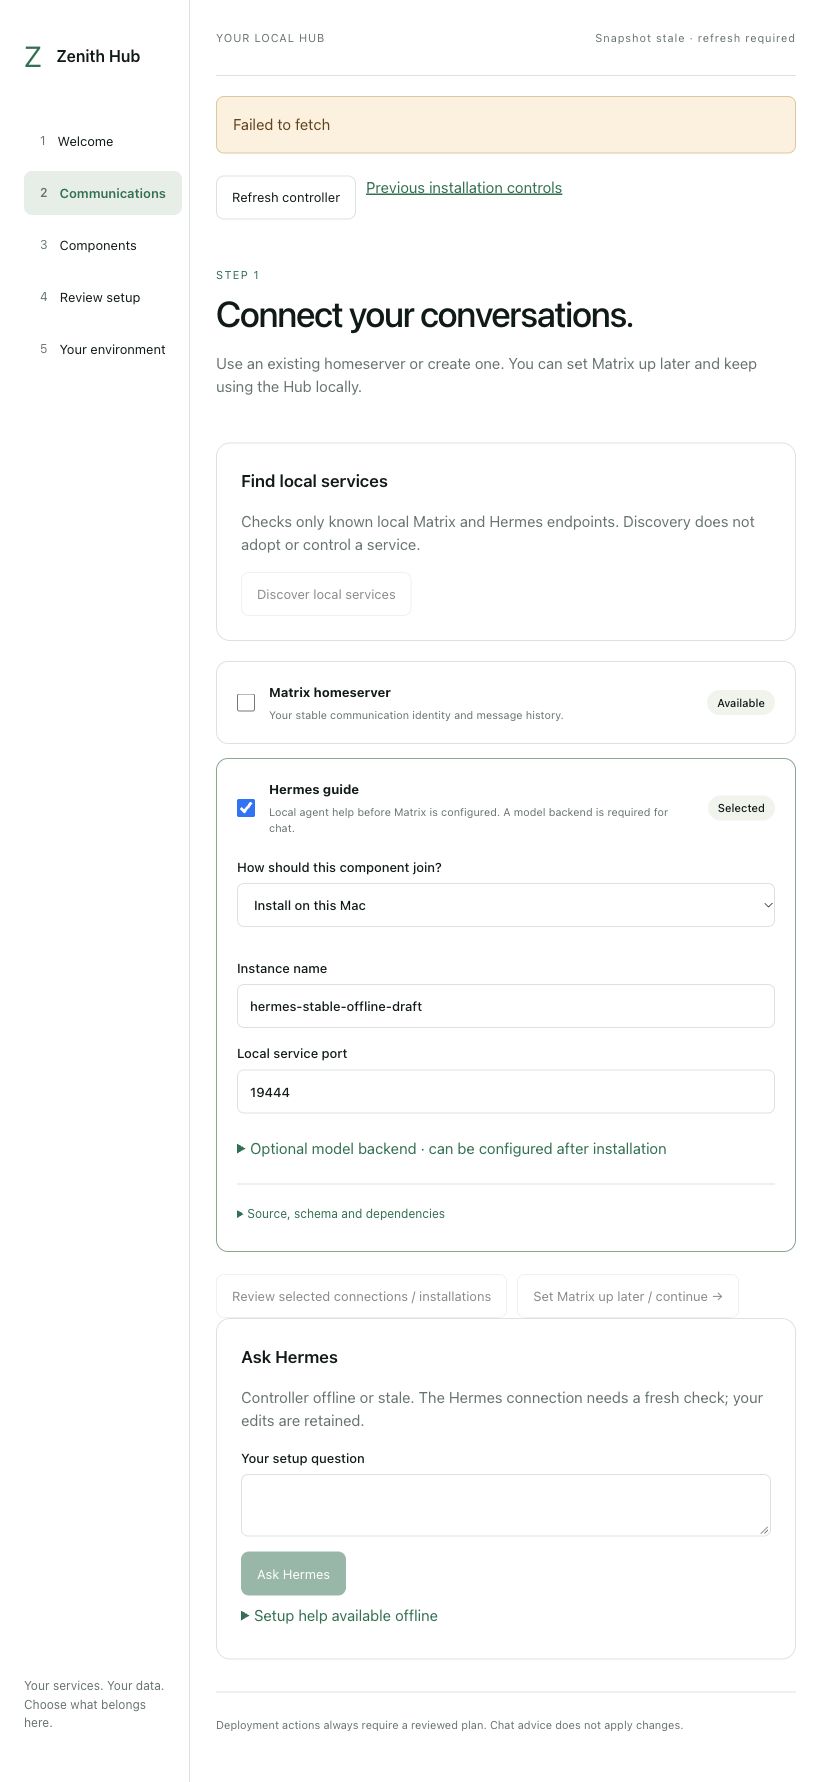 Z Zenith Hub
1 Welcome
2 Communications
3 Components
4 Review setup
5 Your environment
Your services. Your data.
Choose what belongs
here.
YOUR LOCAL HUB
Snapshot stale · refresh required
Failed to fetch
Refresh controller
Previous installation controls
STEP 1
Connect your conversations.
Use an existing homeserver or create one. You can set Matrix up later and keep
using the Hub locally.
Find local services
Checks only known local Matrix and Hermes endpoints. Discovery does not
adopt or control a service.
Discover local services
Matrix homeserver
Your stable communication identity and message history.
Available
Hermes guide
Local agent help before Matrix is configured. A model backend is required for
chat.
Selected
How should this component join?
Install on this Mac
Instance name
hermes-stable-offline-draft
Local service port
19444
Optional model backend · can be configured after installation
Source, schema and dependencies
Review selected connections / installations
Set Matrix up later / continue →
Ask Hermes
Controller offline or stale. The Hermes connection needs a fresh check; your
edits are retained.
Your setup question
Ask Hermes
Setup help available offline
Deployment actions always require a reviewed plan. Chat advice does not apply changes.